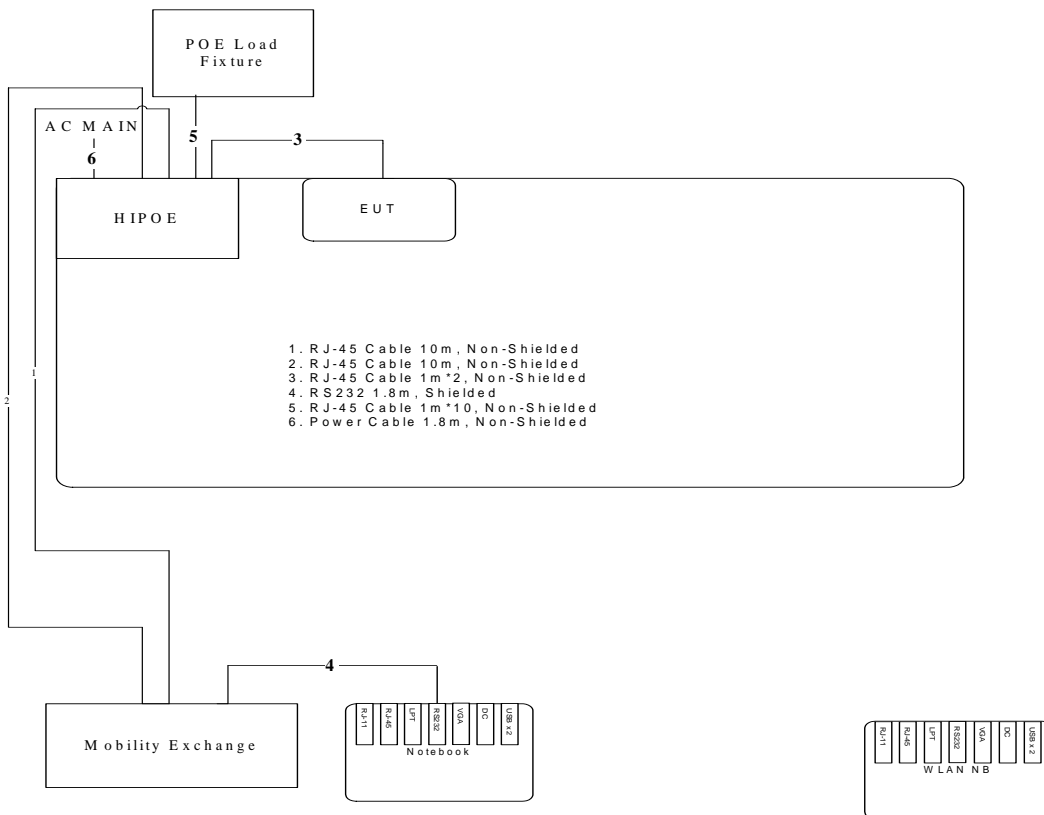 POE Load
Fixture
AC MAIN
5
3
6
HIPOE
EUT
1. RJ-45 Cable 10m, Non-Shielded
2. RJ-45 Cable 10m, Non-Shielded
3. RJ-45 Cable 1m*2, Non-Shielded
4. RS232 1.8m, Shielded
5. RJ-45 Cable 1m*10, Non-Shielded
6. Power Cable 1.8m, Non-Shielded
1
2
4
Mobility Exchange
RJ-11
RJ-45
LPT
RS232
VGA
DC
USB x 2
Notebook
RJ-11
RJ-45
LPT
RS232
VGA
DC
USB x 2
WLAN NB